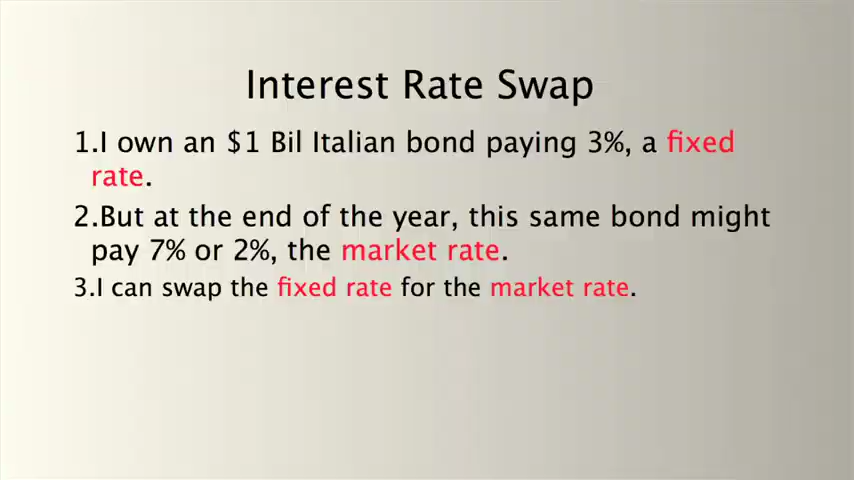 Interest Rate Swap
1.I own an $1 Bil Italian bond paying 3%, a fixed
rate.
2.But at the end of the year, this same bond might
pay 7% or 2%, the market rate.
3.I can swap the fixed rate for the market rate.